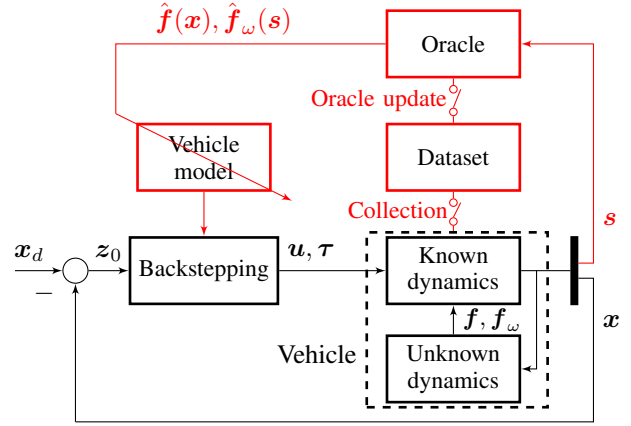 f̂(x), f̂_ω(s)
Oracle
Oracle update
Vehicle
model
Dataset
Collection
s
x_d
−
z_0
Backstepping
u, τ
Known
dynamics
x
f, f_ω
Vehicle
Unknown
dynamics